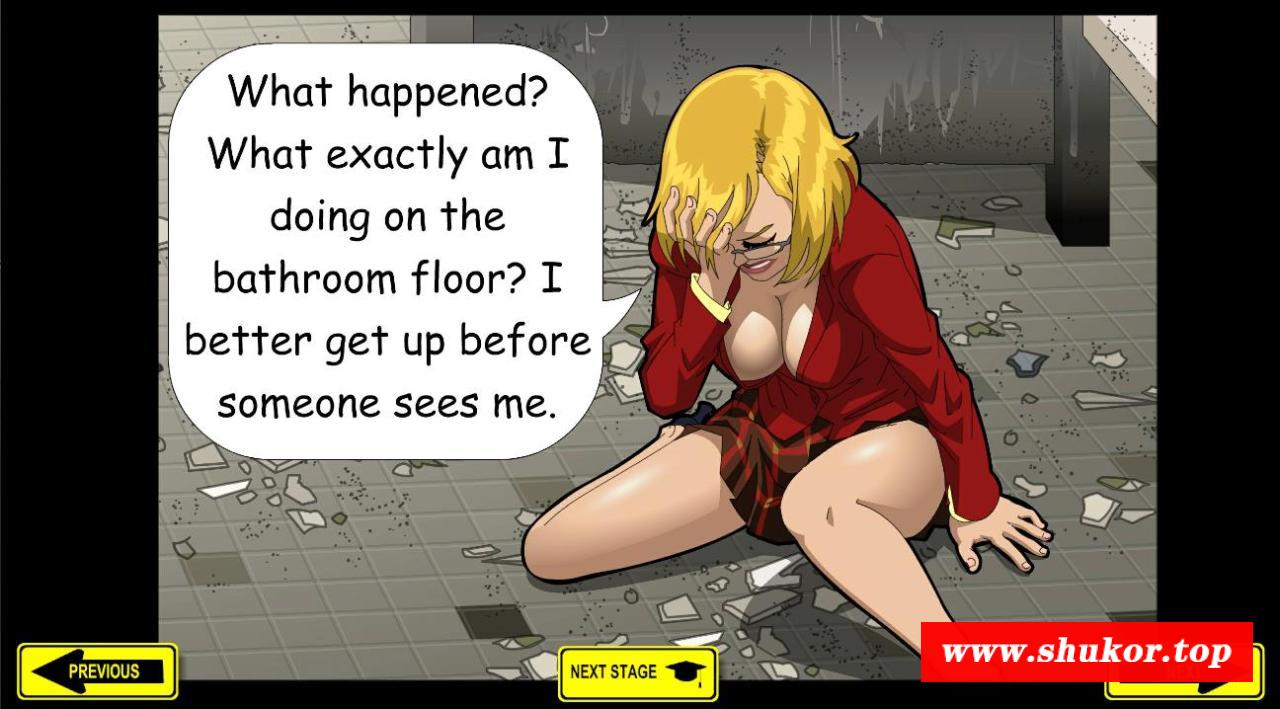 What happened?
What exactly am I
doing on the
bathroom floor? I
better get up before
someone sees me.
PREVIOUS
NEXT STAGE
www.shukor.top